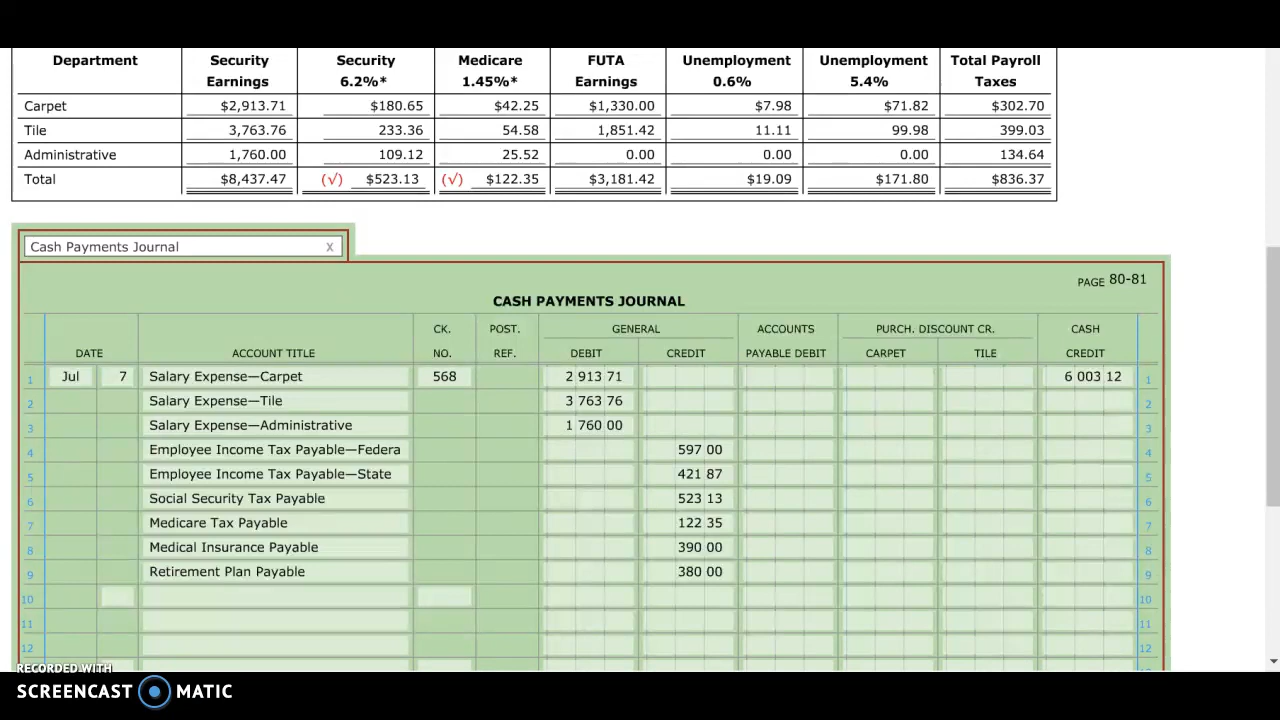 Department Security Earnings Security 6.2%* Medicare 1.45%* FUTA Earnings Unemployment 0.6% Unemployment 5.4% Total Payroll Taxes
Carpet $2,913.71 $180.65 $42.25 $1,330.00 $7.98 $71.82 $302.70
Tile 3,763.76 233.36 54.58 1,851.42 11.11 99.98 399.03
Administrative 1,760.00 109.12 25.52 0.00 0.00 0.00 134.64
Total $8,437.47 (√) $523.13 (√) $122.35 $3,181.42 $19.09 $171.80 $836.37
Cash Payments Journal X
PAGE 80-81
CASH PAYMENTS JOURNAL
CK. POST. GENERAL ACCOUNTS PURCH. DISCOUNT CR. CASH
DATE ACCOUNT TITLE NO. REF. DEBIT CREDIT PAYABLE DEBIT CARPET TILE CREDIT
1 Jul 7 Salary Expense—Carpet 568 2 913 71 6 003 12 1
2 Salary Expense—Tile 3 763 76 2
3 Salary Expense—Administrative 1 760 00 3
4 Employee Income Tax Payable—Federa 597 00 4
5 Employee Income Tax Payable—State 421 87 5
6 Social Security Tax Payable 523 13 6
7 Medicare Tax Payable 122 35 7
8 Medical Insurance Payable 390 00 8
9 Retirement Plan Payable 380 00 9
10 10
11 11
12 12
RECORDED WITH
SCREENCAST MATIC